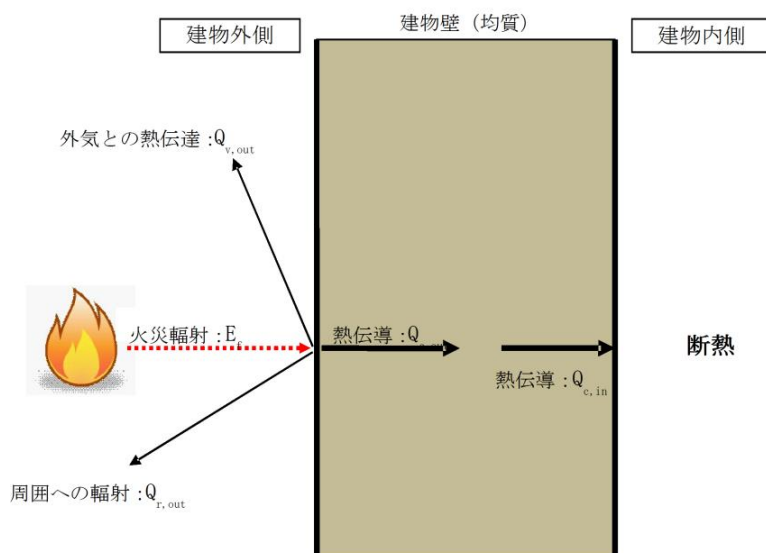 建物外側
建物壁（均質）
建物内側
外気との熱伝達:Q v,out
火災輻射:E f
熱伝導:Q
断熱
熱伝導:Q c,in
周囲への輻射:Q r,out